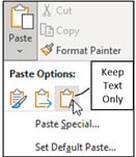 Cut
Copy
Paste
Format Painter
Paste Options:
Keep
Text
Only
Paste Special...
Set Default Paste...